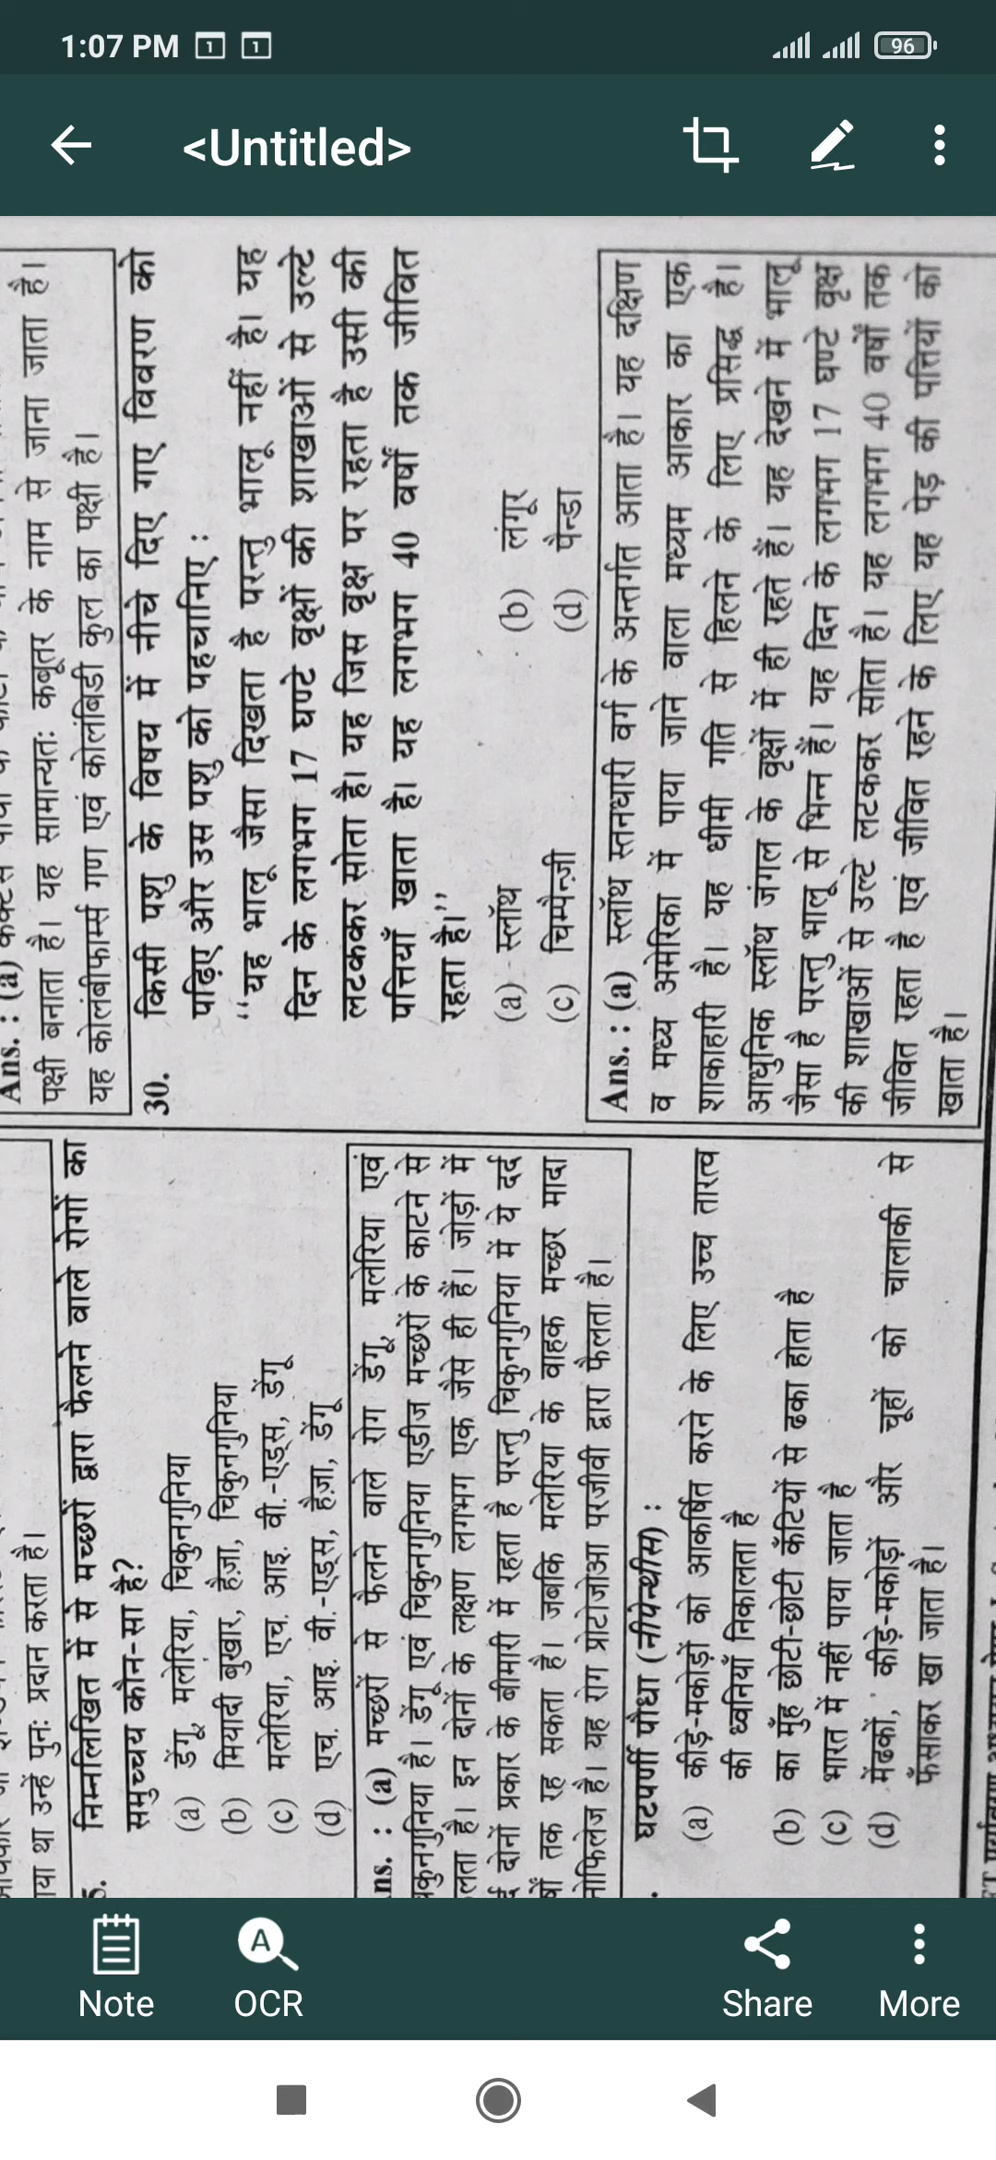 1:07 PM
96
<Untitled>
या था उन्हें पुनः प्रदान करता है।
निम्नलिखित में से मच्छरों द्वारा फैलने वाले रोगों का
समुच्चय कौन-सा है?
(a) डेंगू, मलेरिया, चिकुनगुनिया
(b) मियादी बुखार, हैज़ा, चिकुनगुनिया
(c) मलेरिया, एच. आइ. वी.-एड्स, डेंगू
(d) एच. आइ. वी.-एड्स, हैज़ा, डेंगू
ns. : (a) मच्छरों से फैलने वाले रोग डेंगू, मलेरिया एवं
कुनगुनिया है। डेंगू एवं चिकुनगुनिया एडीज मच्छरों के काटने से
लता है। इन दोनों के लक्षण लगभग एक जैसे ही हैं। जोड़ों में
दोनों प्रकार के बीमारी में रहता है परन्तु चिकुनगुनिया में ये दर्द
र्षों तक रह सकता है। जबकि मलेरिया के वाहक मच्छर मादा
नोफिलेज है। यह रोग प्रोटोजोआ परजीवी द्वारा फैलता है।
घटपर्णी पौधा (नीपेन्थीस) :
(a) कीड़े-मकोड़ों को आकर्षित करने के लिए उच्च तारत्व
की ध्वनियाँ निकालता है
(b) का मुँह छोटी-छोटी काँटियों से ढका होता है
(c) भारत में नहीं पाया जाता है
(d) मेंढकों, कीड़े-मकोड़ों और चूहों को चालाकी से
फँसाकर खा जाता है।
Ans. : (a)
पक्षी बनाता है। यह सामान्यतः कबूतर के नाम से जाना जाता है।
यह कोलंबीफार्म्स गण एवं कोलंबिडी कुल का पक्षी है।
30. किसी पशु के विषय में नीचे दिए गए विवरण को
पढ़िए और उस पशु को पहचानिए :
“यह भालू जैसा दिखता है परन्तु भालू नहीं है। यह
दिन के लगभग 17 घण्टे वृक्षों की शाखाओं से उल्टे
लटककर सोता है। यह जिस वृक्ष पर रहता है उसी की
पत्तियाँ खाता है। यह लगभग 40 वर्षों तक जीवित
रहता है।”
(a) स्लॉथ (b) लंगूर
(c) चिम्पैन्ज़ी (d) पैन्डा
Ans. : (a) स्लॉथ स्तनधारी वर्ग के अन्तर्गत आता है। यह दक्षिण
व मध्य अमेरिका में पाया जाने वाला मध्यम आकार का एक
शाकाहारी है। यह धीमी गति से हिलने के लिए प्रसिद्ध है।
आधुनिक स्लॉथ जंगल के वृक्षों में ही रहते हैं। यह देखने में भालू
जैसा है परन्तु भालू से भिन्न हैं। यह दिन के लगभग 17 घण्टे वृक्ष
की शाखाओं से उल्टे लटककर सोता है। यह लगभग 40 वर्षों तक
जीवित रहता है एवं जीवित रहने के लिए यह पेड़ की पत्तियों को
खाता है।
Note
OCR
Share
More